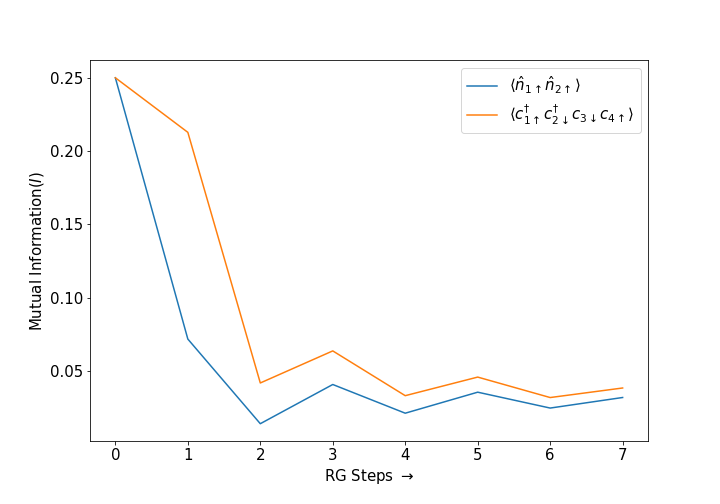 ⟨n̂₁↑n̂₂↑⟩
⟨c†₁↑c†₂↓c₃↓c₄↑⟩
Mutual Information(I)
0.25
0.20
0.15
0.10
0.05
0 1 2 3 4 5 6 7
RG Steps →